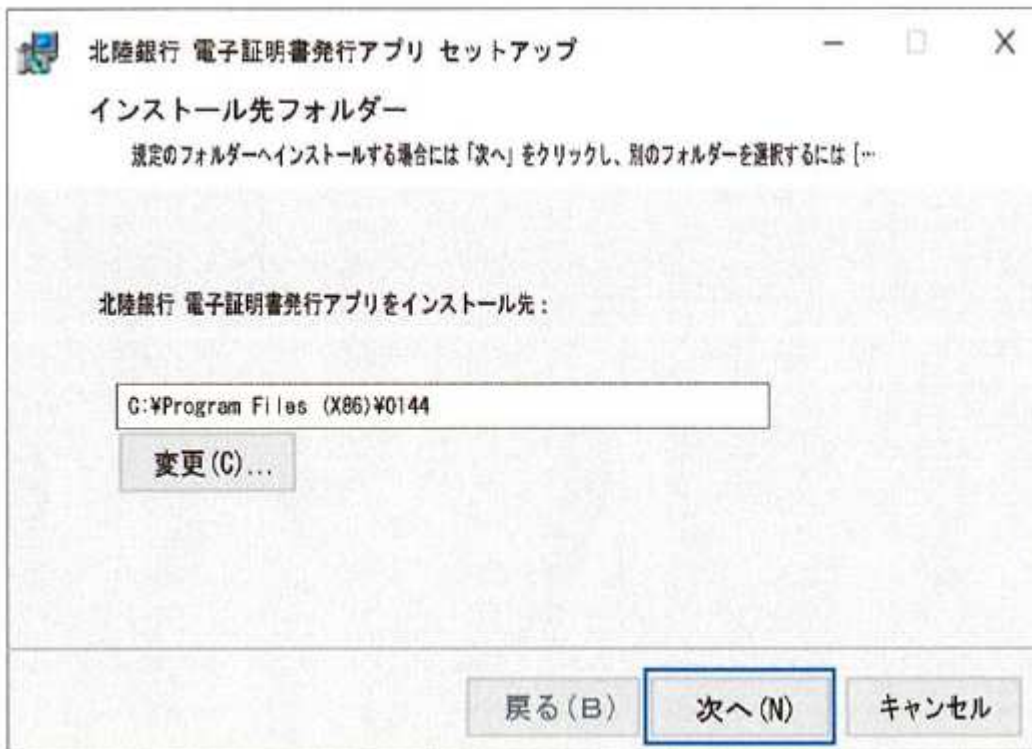 北陸銀行 電子証明書発行アプリ セットアップ
インストール先フォルダー
規定のフォルダーへインストールする場合には「次へ」をクリックし、別のフォルダーを選択するには […
北陸銀行 電子証明書発行アプリをインストール先：
C:¥Program Files (X86)¥0144
変更(C)...
戻る(B)
次へ(N)
キャンセル